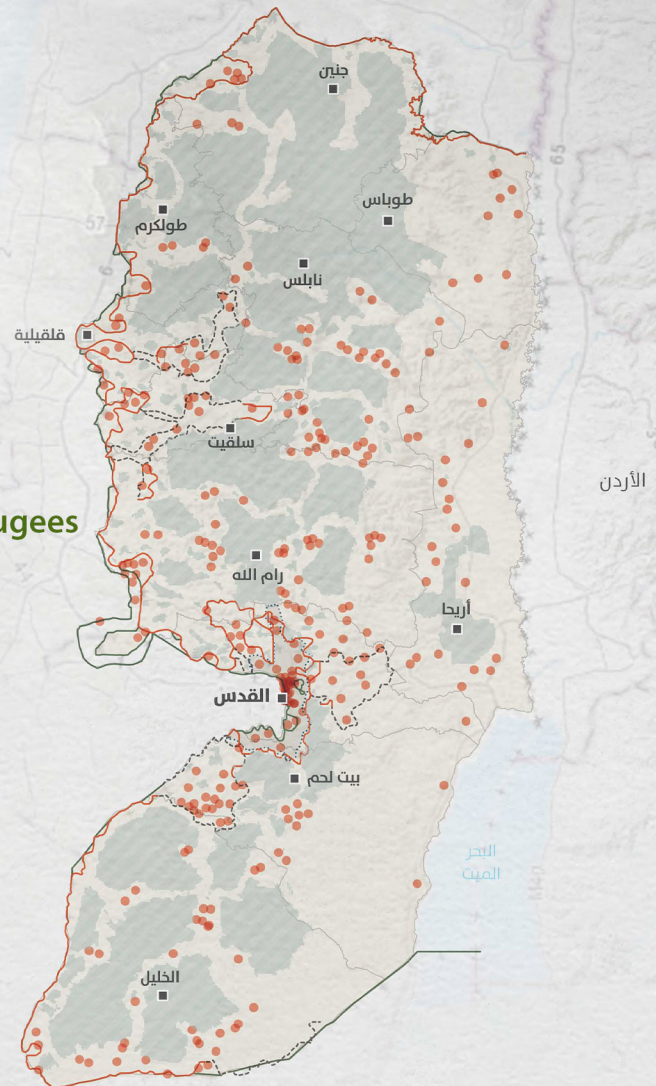 جنين
طوباس
طولكرم
57
65
نابلس
6
قلقيلية
سلفيت
الأردن
ugees
رام الله
أريحا
القدس
بيت لحم
البحر
الميت
الخليل